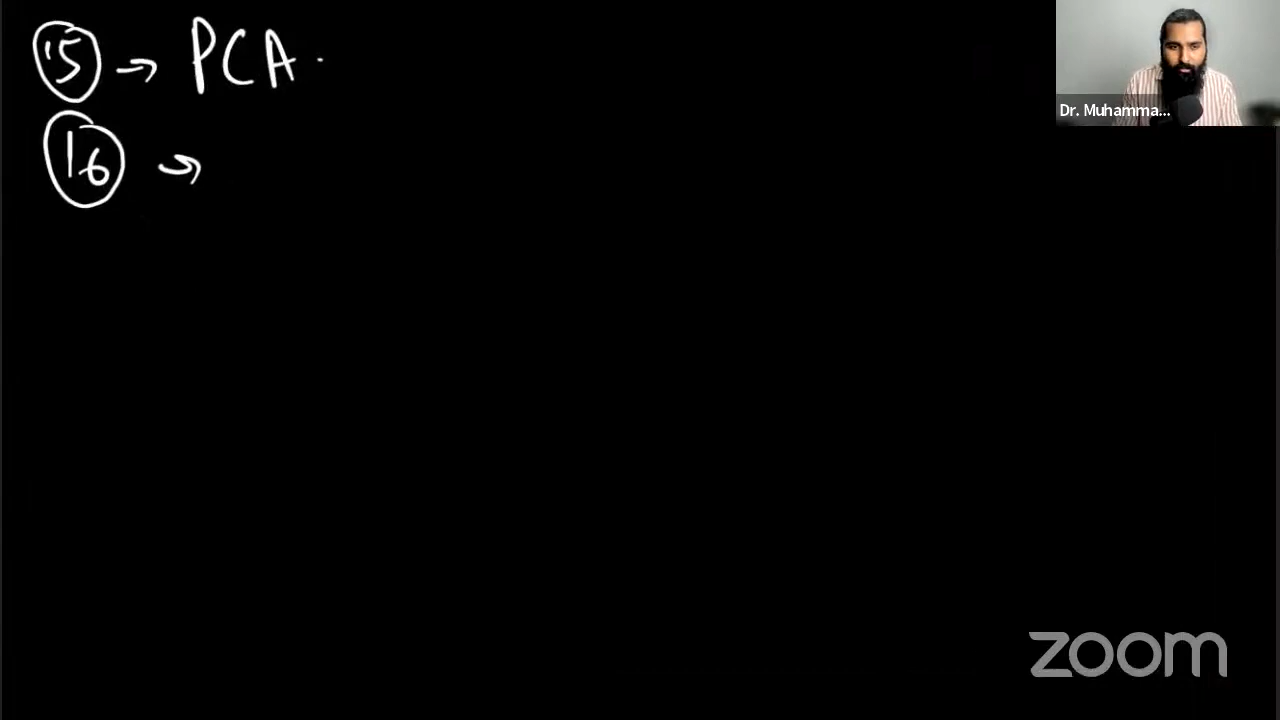 15 → PCA .
16 →
Dr. Muhamma...
zoom